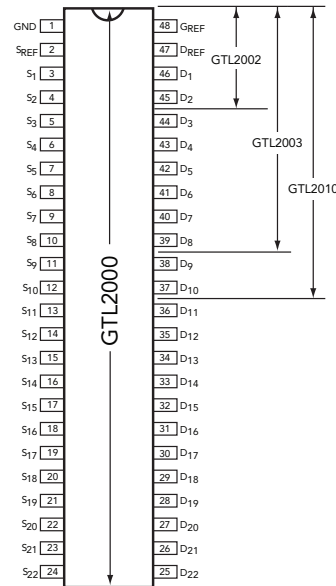 GND 1 48 GREF
SREF 2 47 DREF
S1 3 46 D1
GTL2002
S2 4 45 D2
S3 5 44 D3
S4 6 43 D4
GTL2003
S5 7 42 D5
S6 8 41 D6
GTL2010
S7 9 40 D7
S8 10 39 D8
S9 11 38 D9
S10 12 37 D10
S11 13 36 D11
S12 14 35 D12
GTL2000
S13 15 34 D13
S14 16 33 D14
S15 17 32 D15
S16 18 31 D16
S17 19 30 D17
S18 20 29 D18
S19 21 28 D19
S20 22 27 D20
S21 23 26 D21
S22 24 25 D22